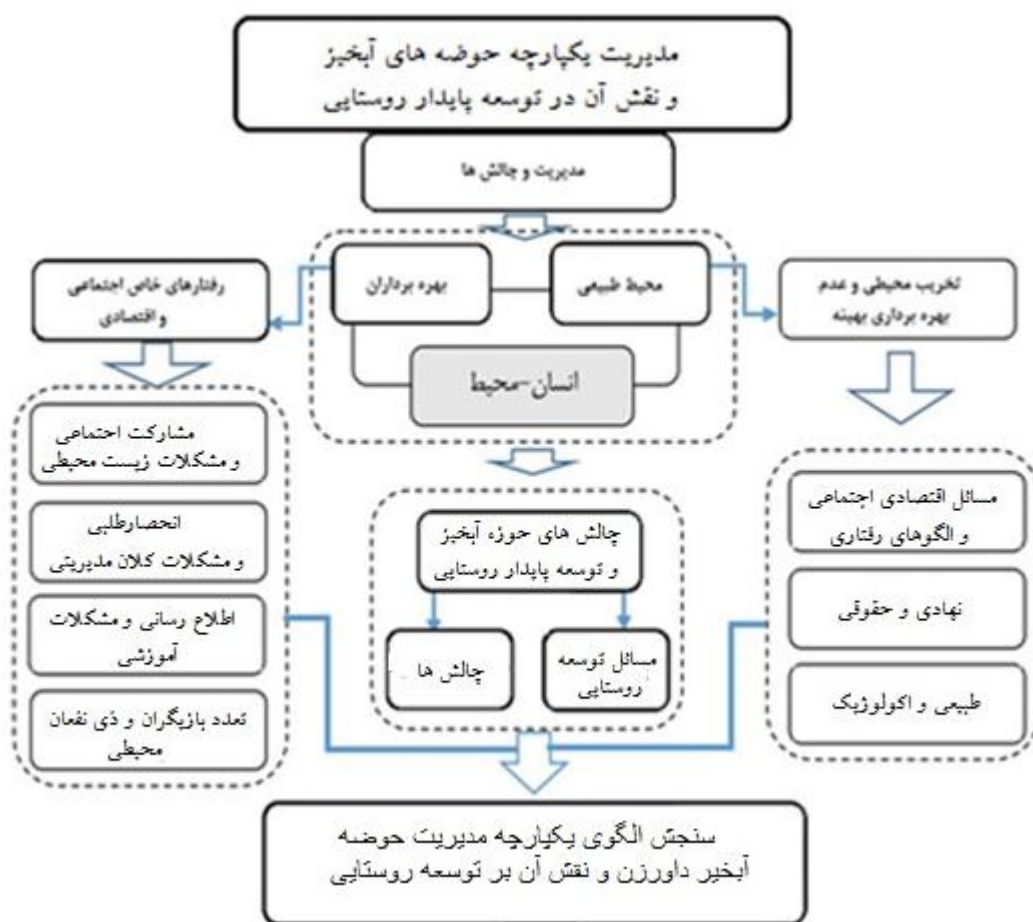 مدیریت یکپارچه حوضه های آبخیز
و نقش آن در توسعه پایدار روستایی
مدیریت و چالش ها
رفتارهای خاص اجتماعی
و اقتصادی
بهره برداران
محیط طبیعی
تخریب محیطی و عدم
بهره برداری بهینه
انسان-محیط
مشارکت اجتماعی
و مشکلات زیست محیطی
انحصارطلبی
و مشکلات کلان مدیریتی
اطلاع رسانی و مشکلات
آموزشی
تعدد بازیگران و ذی نفعان
محیطی
چالش های حوزه آبخیز
و توسعه پایدار روستایی
چالش ها
مسائل توسعه
روستایی
مسائل اقتصادی اجتماعی
و الگوهای رفتاری
نهادی و حقوقی
طبیعی و اکولوژیک
سنجش الگوی یکپارچه مدیریت حوضه
آبخیر داورزن و نقش آن بر توسعه روستایی